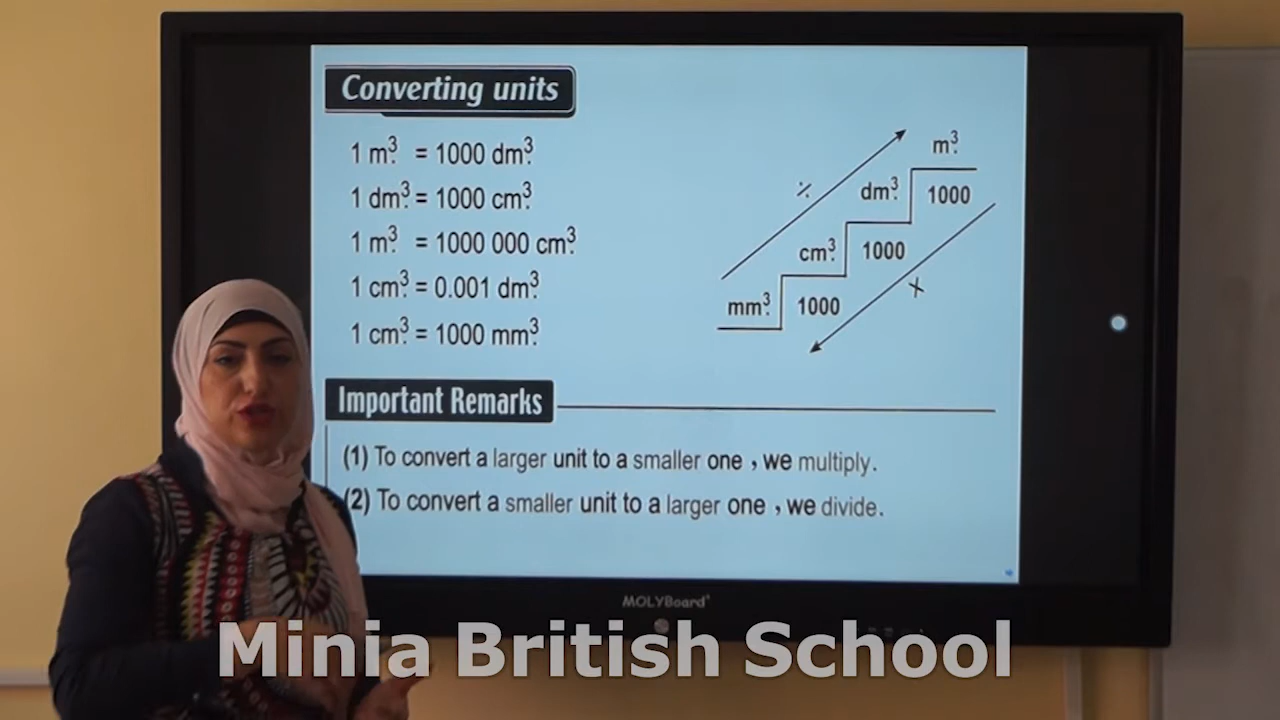 Converting units
1 m³. = 1000 dm³.
1 dm³. = 1000 cm³.
1 m³. = 1000 000 cm³.
1 cm³. = 0.001 dm³.
1 cm³. = 1000 mm³.
m³.
÷
dm³.
1000
cm³.
1000
×
mm³.
1000
Important Remarks
(1) To convert a larger unit to a smaller one , we multiply.
(2) To convert a smaller unit to a larger one , we divide.
MOLYBoard
Minia British School